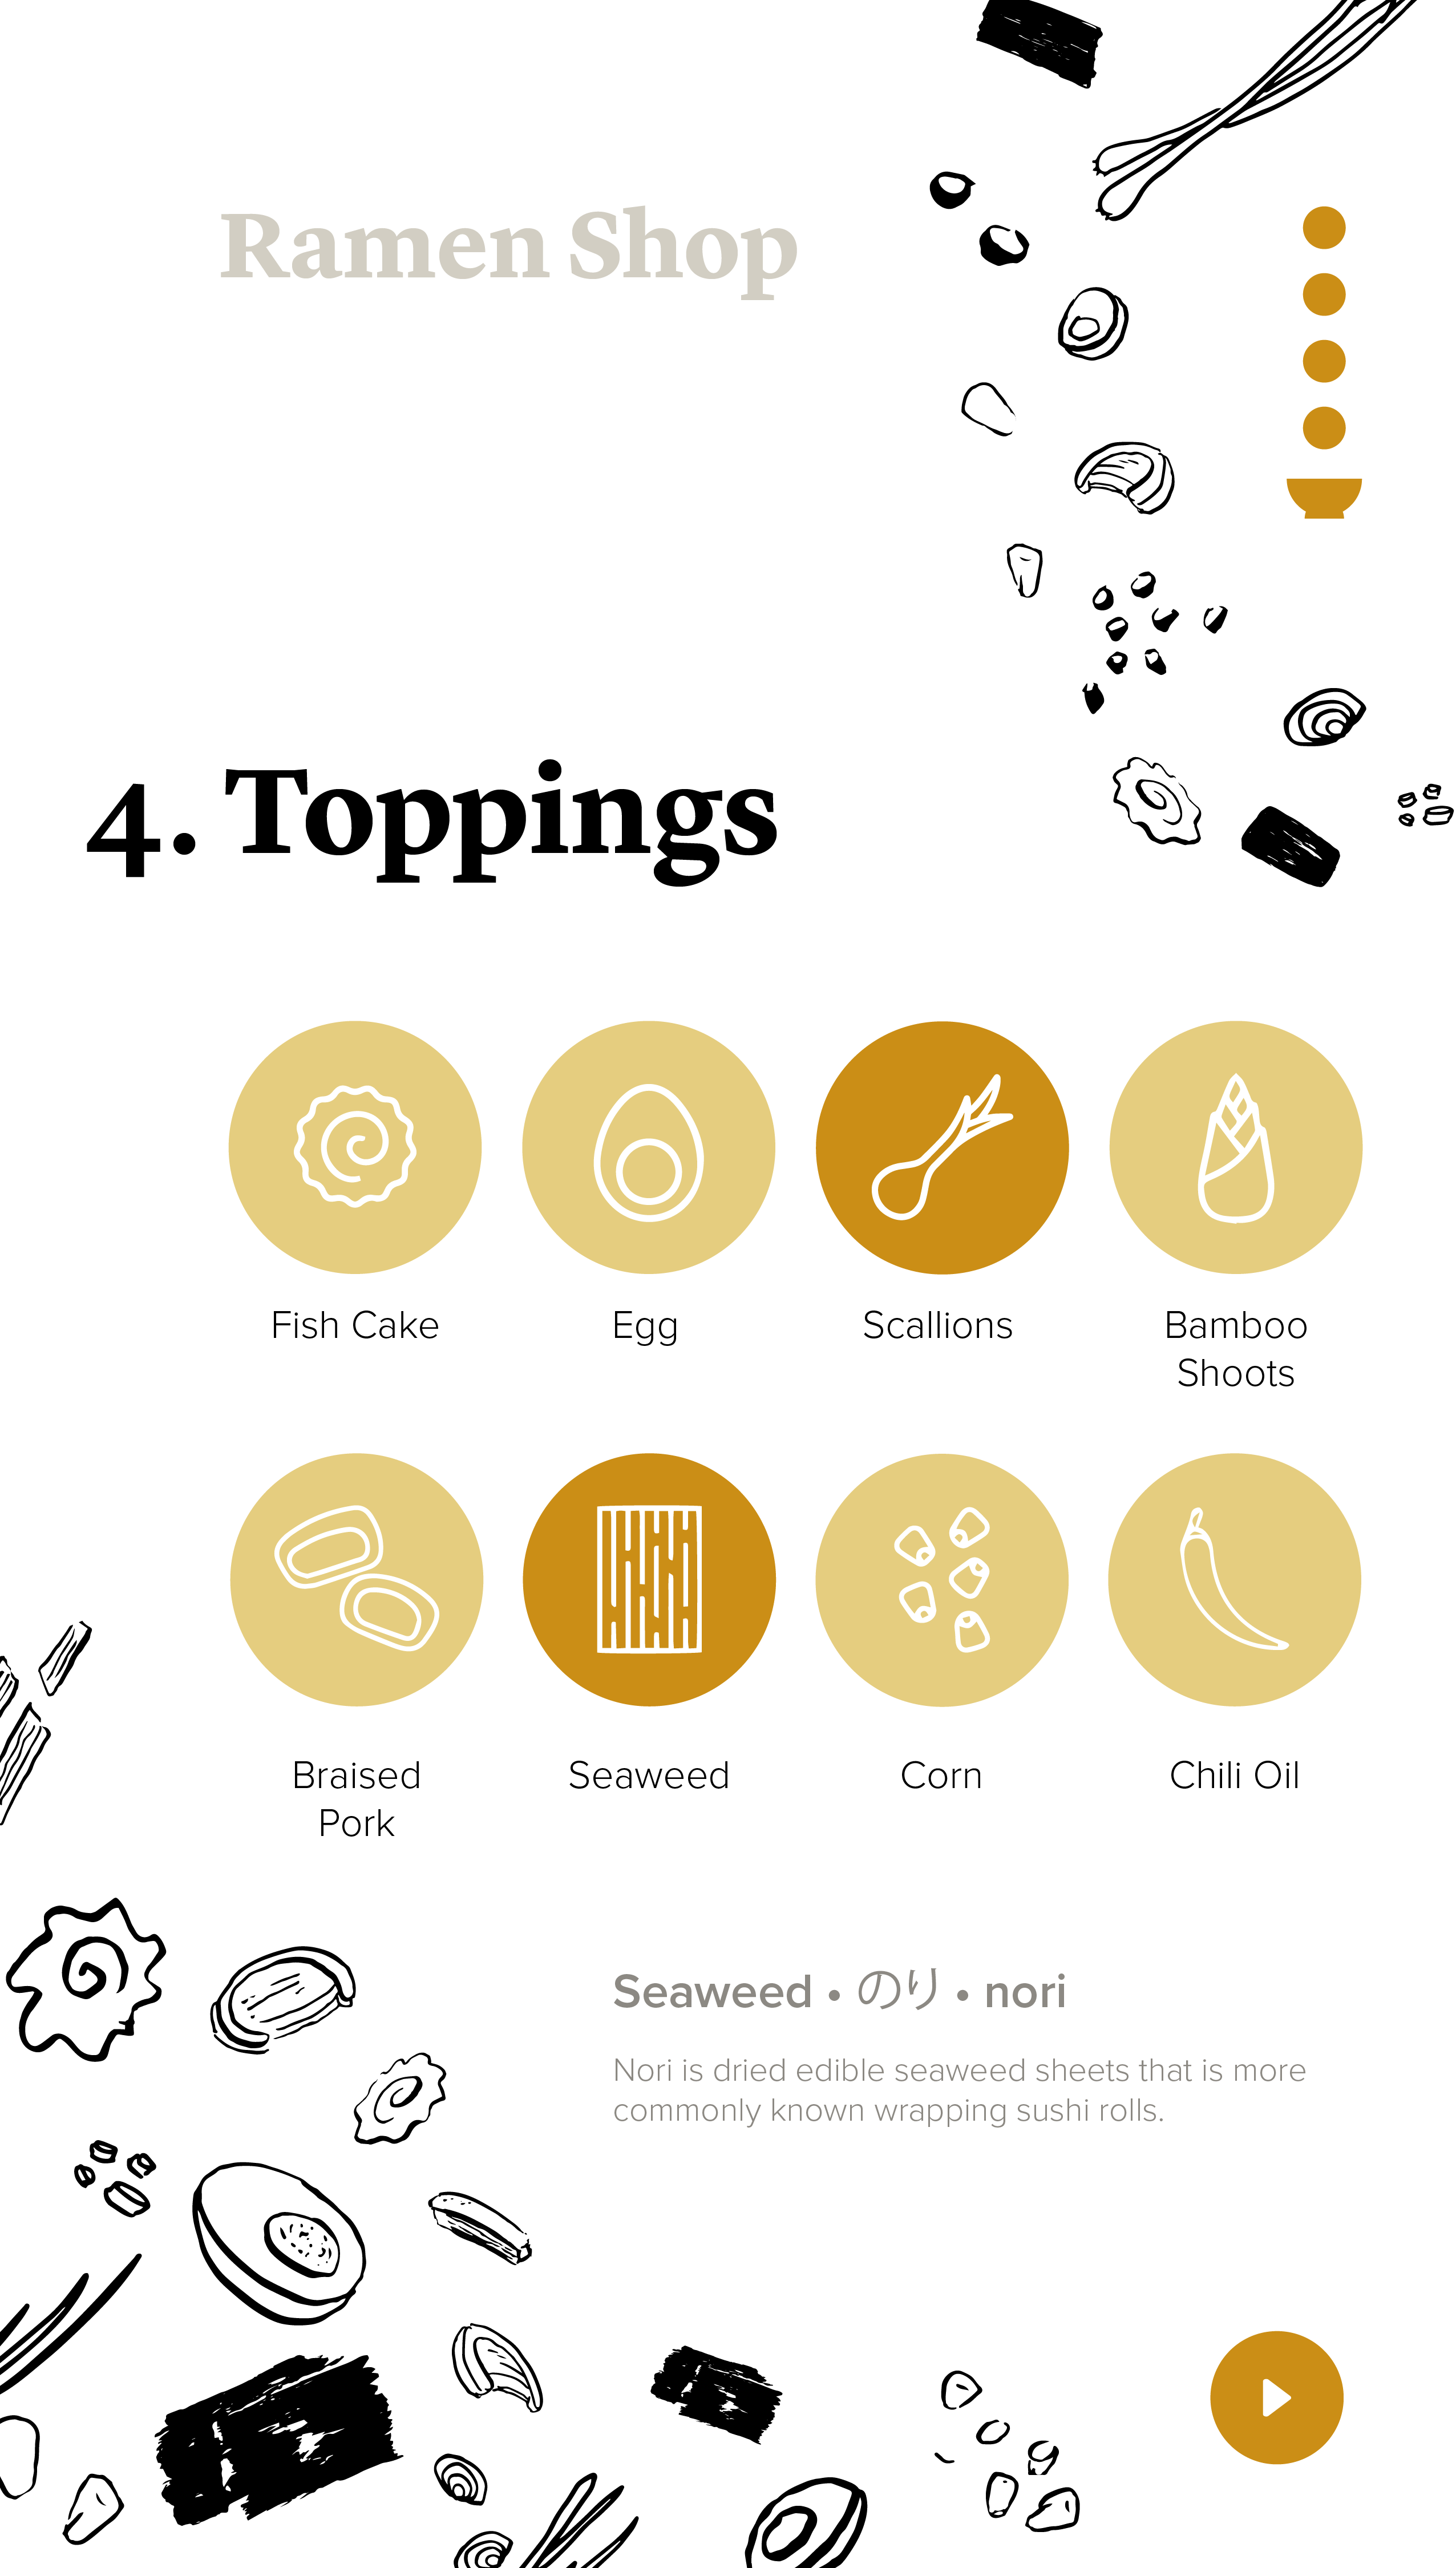 Ramen Shop
4. Toppings
Fish Cake
Egg
Scallions
Bamboo
Shoots
Braised
Pork
Seaweed
Corn
Chili Oil
Seaweed • のり • nori
Nori is dried edible seaweed sheets that is more
commonly known wrapping sushi rolls.